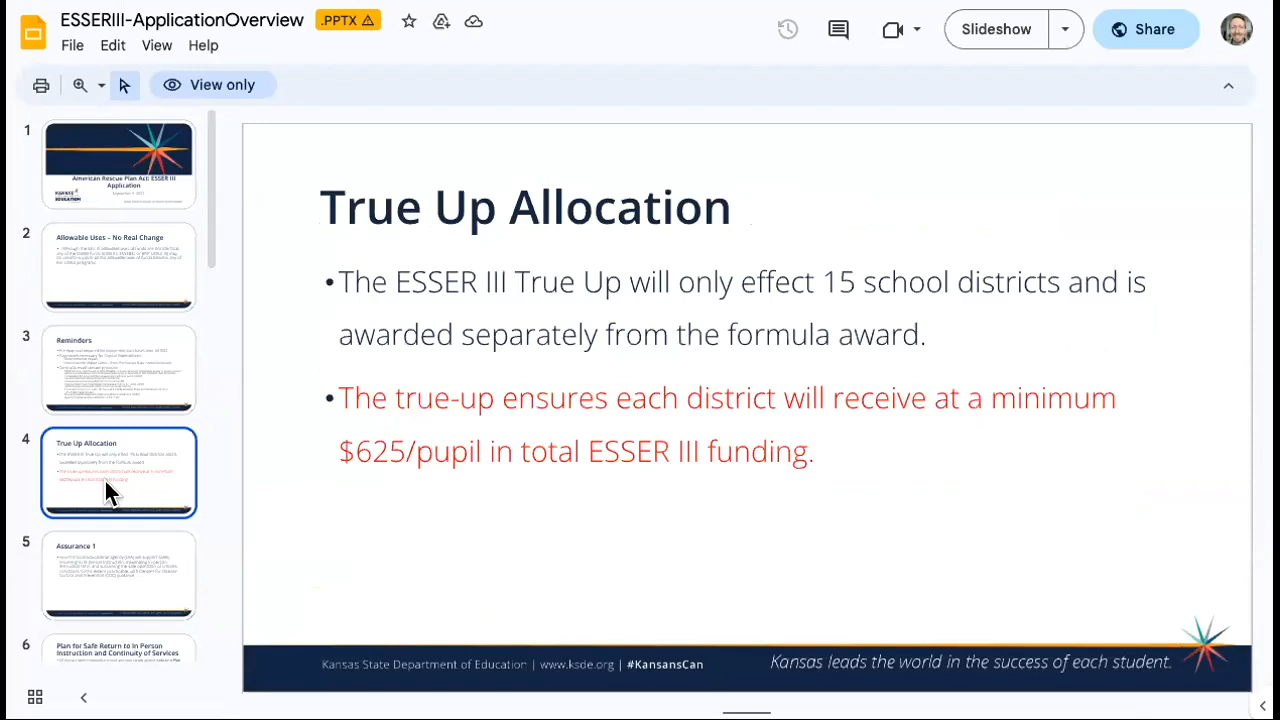 ESSERIII-ApplicationOverview
.PPTX
File Edit View Help
Slideshow
Share
View only
1
American Rescue Plan Act: ESSER III
Application
2
Allowable Uses – No Real Change
3
Reminders
4
True Up Allocation
5
Assurance 1
6
Plan for Safe Return to In Person
Instruction and Continuity of Services
True Up Allocation
•The ESSER III True Up will only effect 15 school districts and is
awarded separately from the formula award.
•The true-up ensures each district will receive at a minimum
$625/pupil in total ESSER III funding.
Kansas State Department of Education | www.ksde.org | #KansansCan
Kansas leads the world in the success of each student.